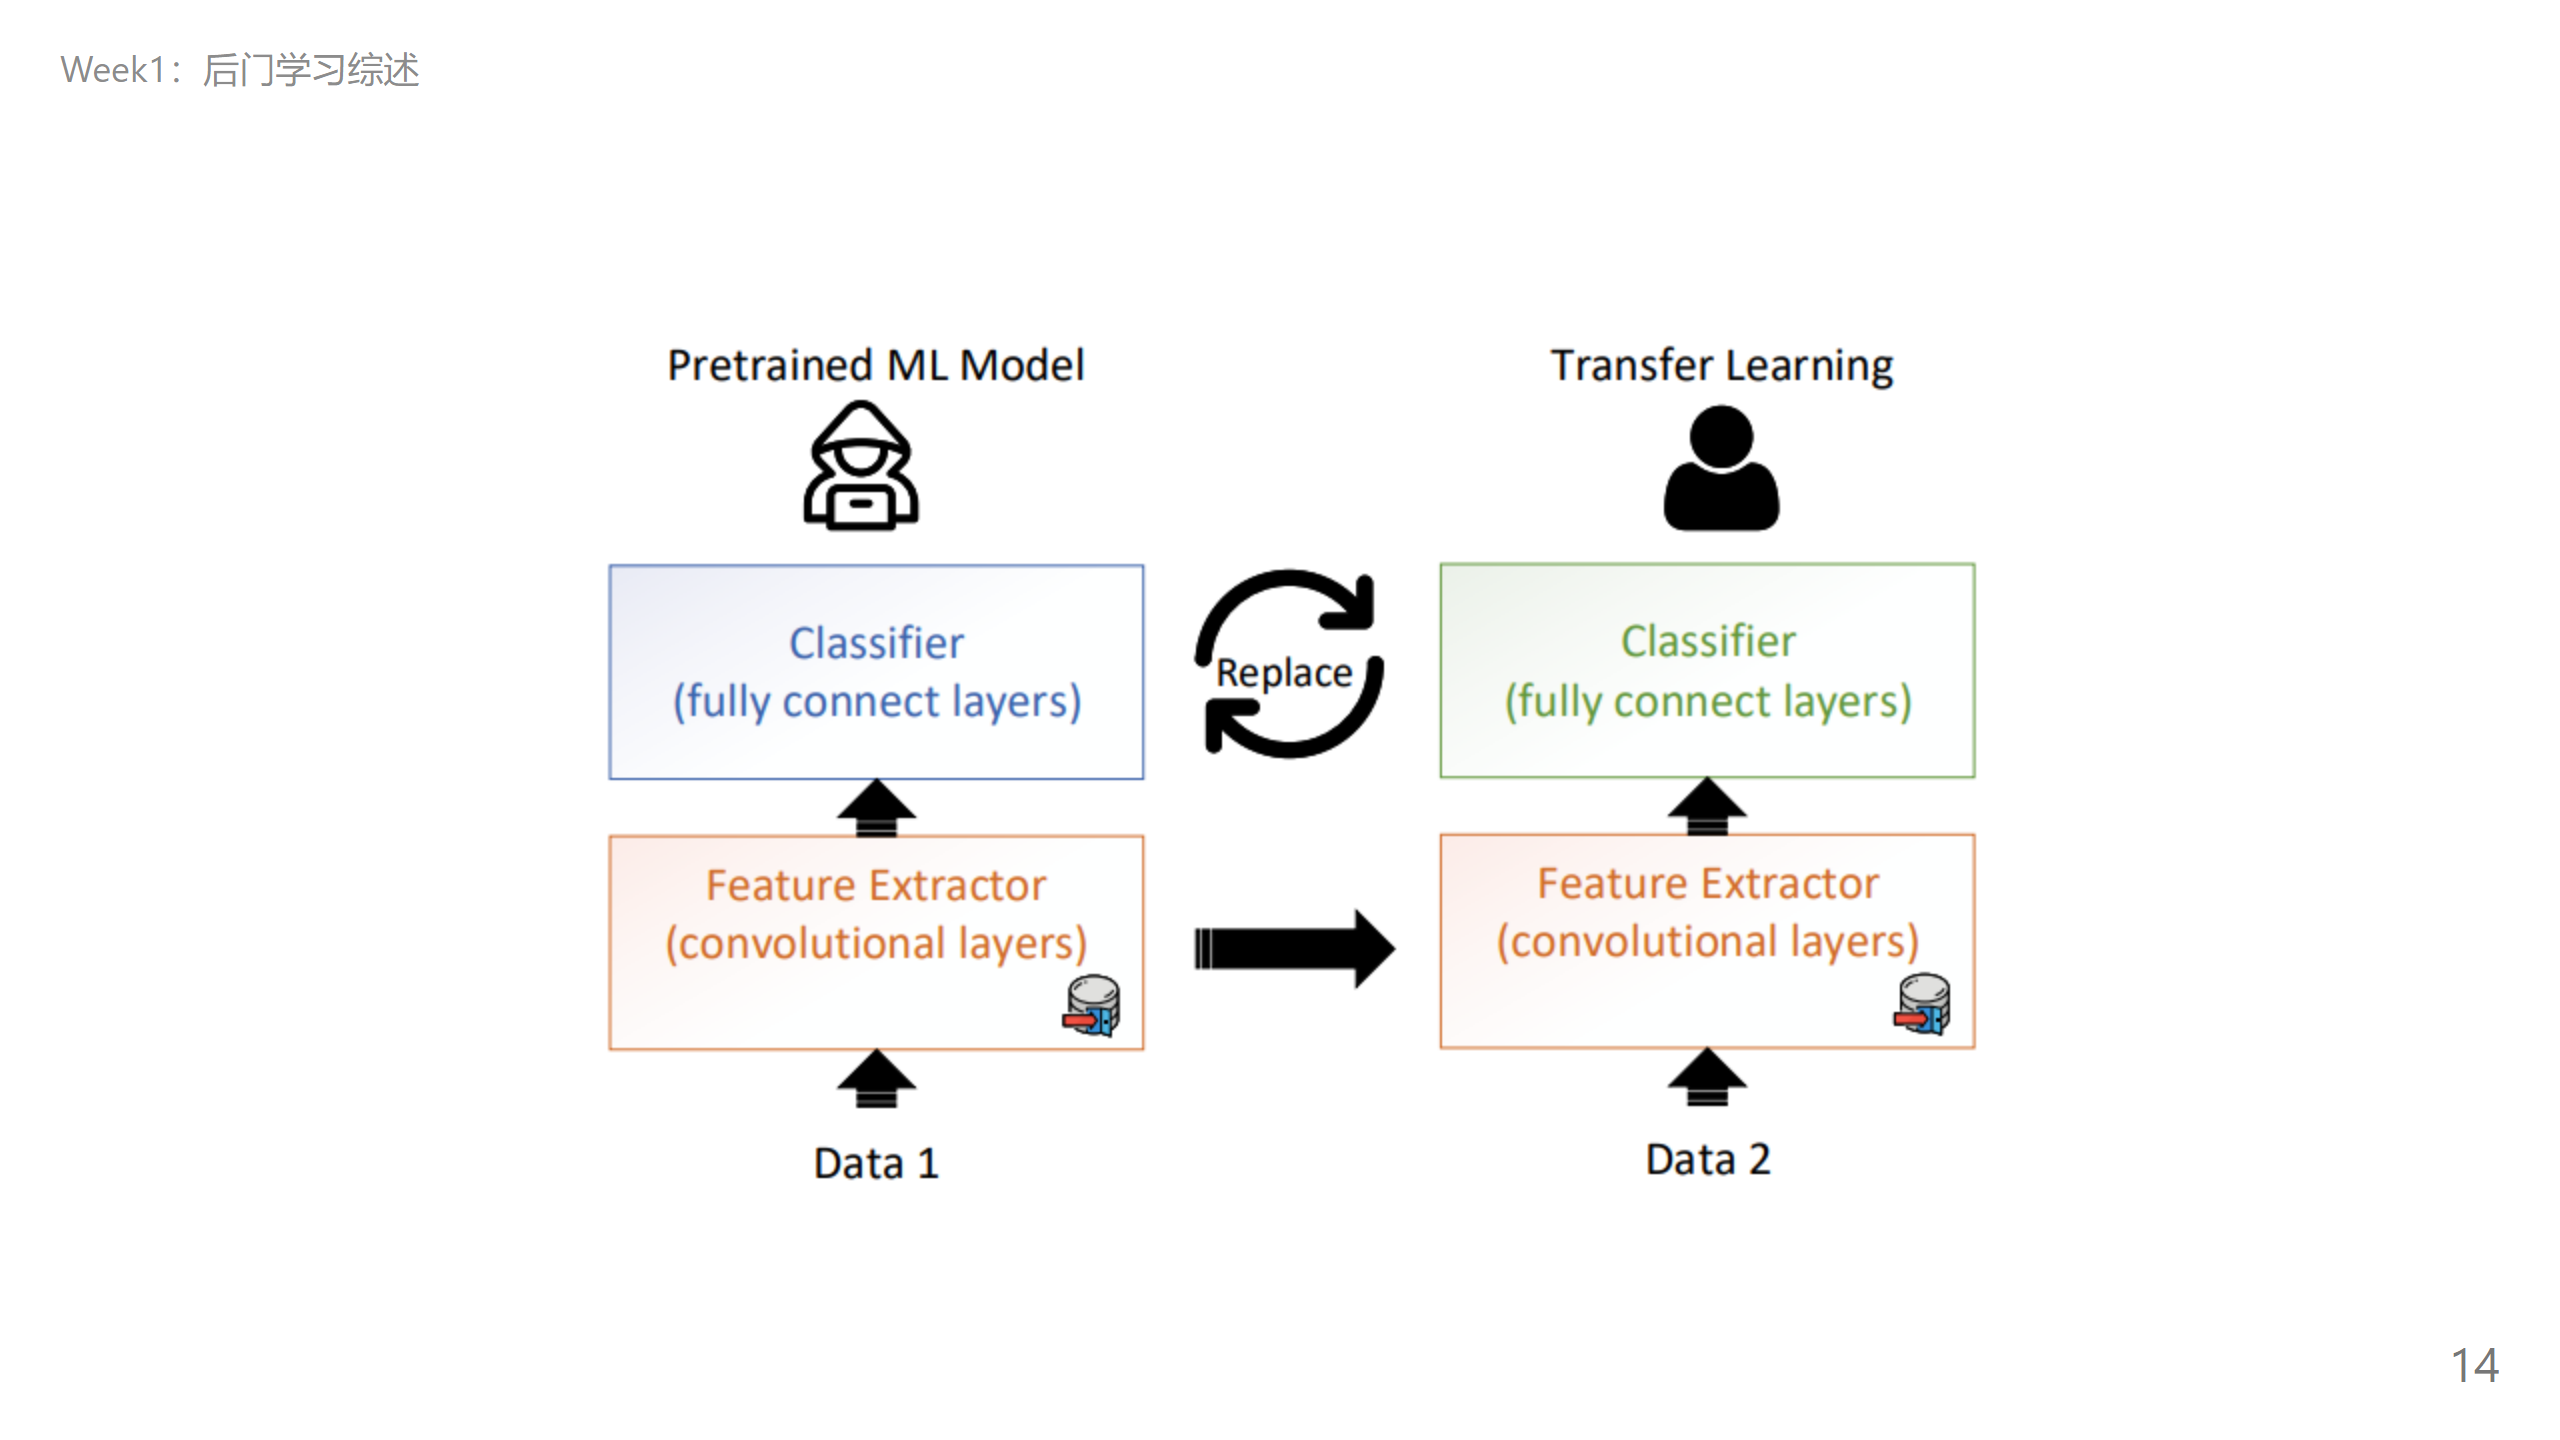 Week1：后门学习综述
Pretrained ML Model
Transfer Learning
Classifier
(fully connect layers)
Replace
Classifier
(fully connect layers)
Feature Extractor
(convolutional layers)
Feature Extractor
(convolutional layers)
Data 1
Data 2
14